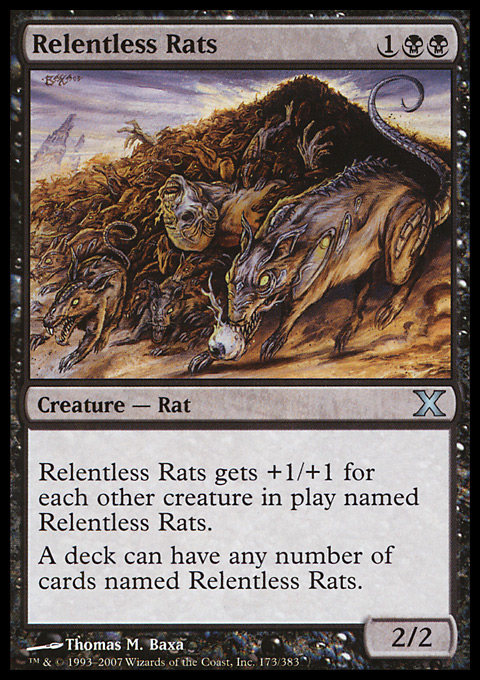 Relentless Rats 1
Creature — Rat X
Relentless Rats gets +1/+1 for
each other creature in play named
Relentless Rats.
A deck can have any number of
cards named Relentless Rats.
2/2
Thomas M. Baxa
™ & © 1993–2007 Wizards of the Coast, Inc. 173/383